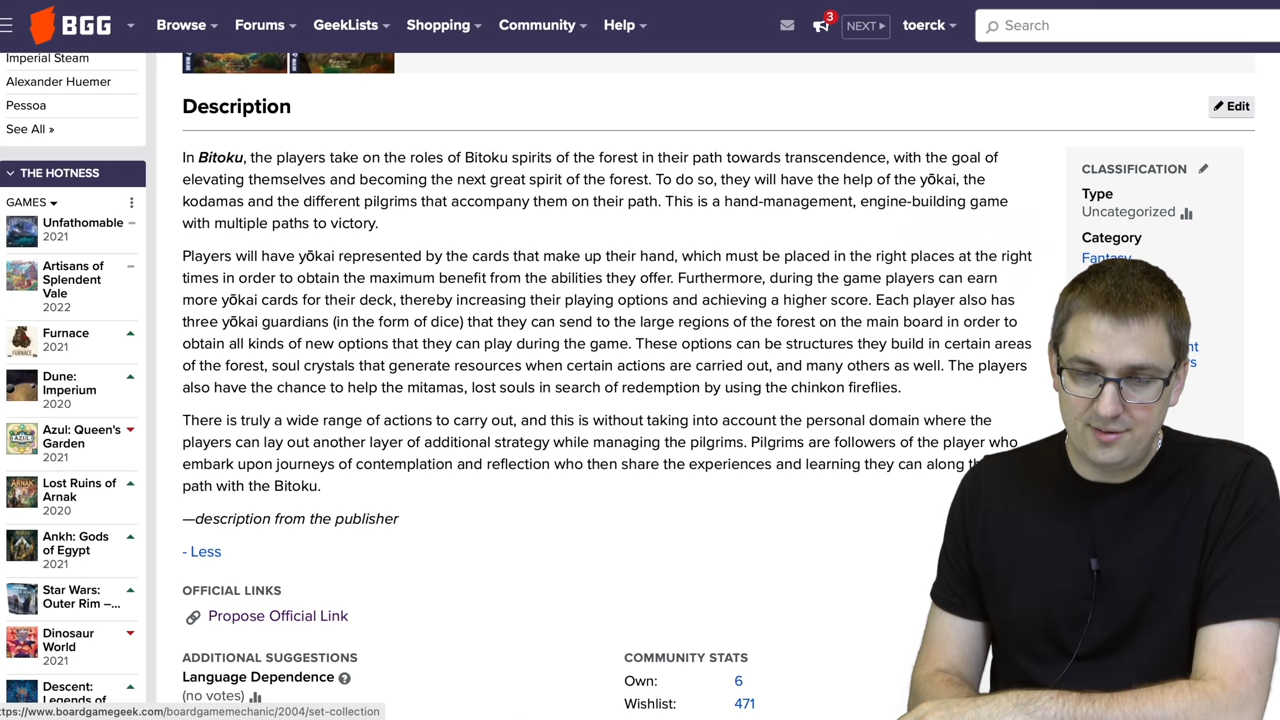 BGG
Browse
Forums
GeekLists
Shopping
Community
Help
3
NEXT
toerck
Search
Imperial Steam
Alexander Huemer
Pessoa
See All »
THE HOTNESS
GAMES
Unfathomable
2021
Artisans of
Splendent
Vale
2022
Furnace
2021
Dune:
Imperium
2020
Azul: Queen's
Garden
2021
Lost Ruins of
Arnak
2020
Ankh: Gods
of Egypt
2021
Star Wars:
Outer Rim –...
Dinosaur
World
2021
Descent:
Legends of
Description
Edit
In Bitoku, the players take on the roles of Bitoku spirits of the forest in their path towards transcendence, with the goal of
elevating themselves and becoming the next great spirit of the forest. To do so, they will have the help of the yōkai, the
kodamas and the different pilgrims that accompany them on their path. This is a hand-management, engine-building game
with multiple paths to victory.
Players will have yōkai represented by the cards that make up their hand, which must be placed in the right places at the right
times in order to obtain the maximum benefit from the abilities they offer. Furthermore, during the game players can earn
more yōkai cards for their deck, thereby increasing their playing options and achieving a higher score. Each player also has
three yōkai guardians (in the form of dice) that they can send to the large regions of the forest on the main board in order to
obtain all kinds of new options that they can play during the game. These options can be structures they build in certain areas
of the forest, soul crystals that generate resources when certain actions are carried out, and many others as well. The players
also have the chance to help the mitamas, lost souls in search of redemption by using the chinkon fireflies.
There is truly a wide range of actions to carry out, and this is without taking into account the personal domain where the
players can lay out another layer of additional strategy while managing the pilgrims. Pilgrims are followers of the player who
embark upon journeys of contemplation and reflection who then share the experiences and learning they can along
path with the Bitoku.
—description from the publisher
- Less
OFFICIAL LINKS
Propose Official Link
ADDITIONAL SUGGESTIONS
Language Dependence
(no votes)
COMMUNITY STATS
Own: 6
Wishlist: 471
CLASSIFICATION
Type
Uncategorized
Category
Fantasy
ttps://www.boardgamegeek.com/boardgamemechanic/2004/set-collection